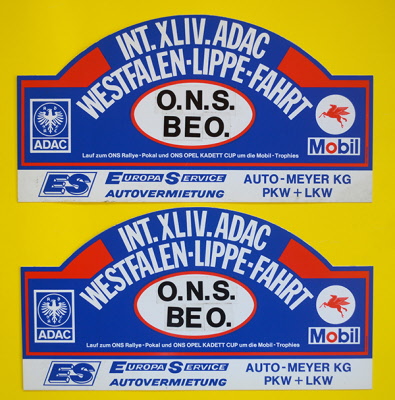 INT. XLIV. ADAC
WESTFALEN-LIPPE-FAHRT
O.N.S.
BEO.
ADAC
Mobil
Lauf zum ONS Rallye - Pokal und ONS OPEL KADETT CUP um die Mobil - Trophies
ES EUROPA SERVICE
AUTOVERMIETUNG
AUTO - MEYER KG
PKW + LKW
INT. XLIV. ADAC
WESTFALEN-LIPPE-FAHRT
O.N.S.
BEO.
ADAC
Mobil
Lauf zum ONS Rallye - Pokal und ONS OPEL KADETT CUP um die Mobil - Trophies
ES EUROPA SERVICE
AUTOVERMIETUNG
AUTO - MEYER KG
PKW + LKW